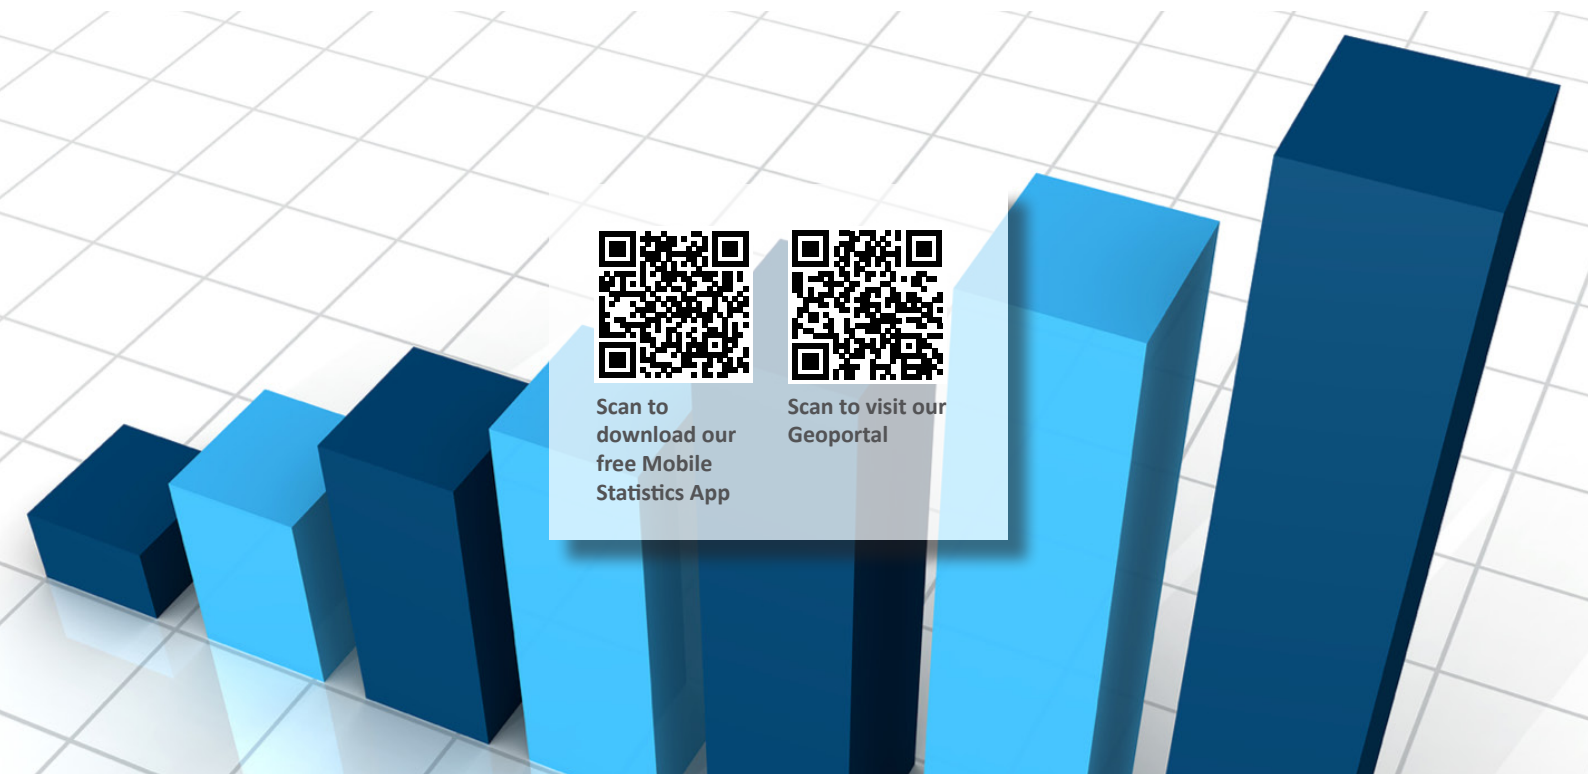 Scan to
download our
free Mobile
Statistics App
Scan to visit our
Geoportal